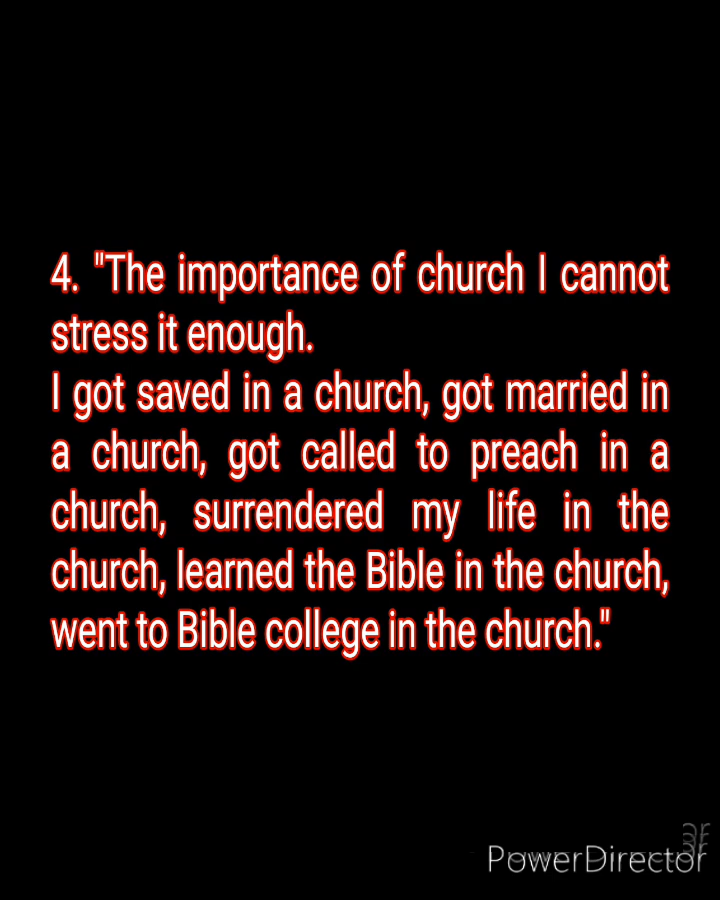 4. "The importance of church I cannot
stress it enough.
I got saved in a church, got married in
a church, got called to preach in a
church, surrendered my life in the
church, learned the Bible in the church,
went to Bible college in the church."
PowerDirector